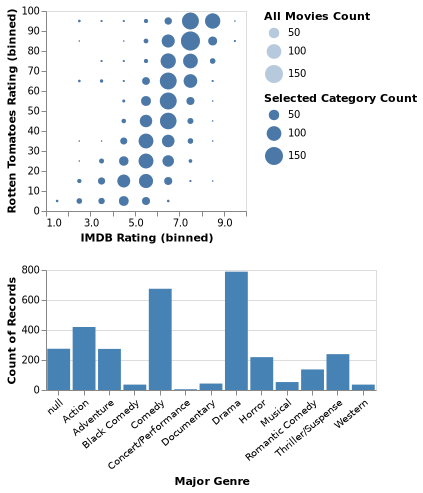 100
90
80
70
60
50
40
30
20
10
0
Rotten Tomatoes Rating (binned)
1.0 3.0 5.0 7.0 9.0
IMDB Rating (binned)
All Movies Count
50
100
150
Selected Category Count
50
100
150
800
600
400
200
0
Count of Records
null
Action
Adventure
Black Comedy
Comedy
Concert/Performance
Documentary
Drama
Horror
Musical
Romantic Comedy
Thriller/Suspense
Western
Major Genre